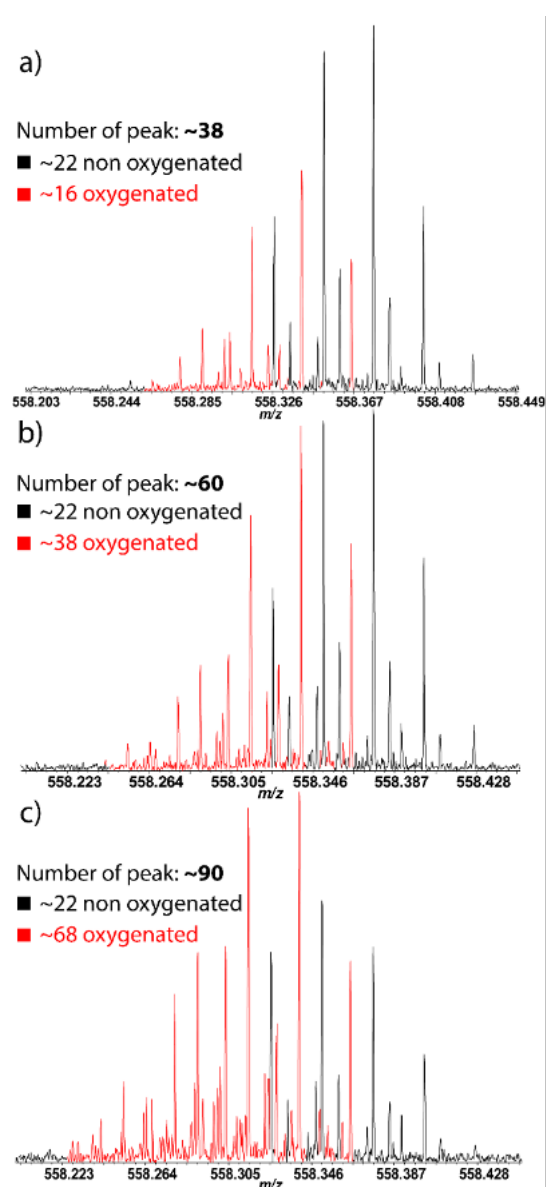 a)
Number of peak: ~38
■ ~22 non oxygenated
■ ~16 oxygenated
558.203 558.244 558.285 558.326 558.367 558.408 558.449
m/z
b)
Number of peak: ~60
■ ~22 non oxygenated
■ ~38 oxygenated
558.223 558.264 558.305 558.346 558.387 558.428
m/z
c)
Number of peak: ~90
■ ~22 non oxygenated
■ ~68 oxygenated
558.223 558.264 558.305 558.346 558.387 558.428
m/z